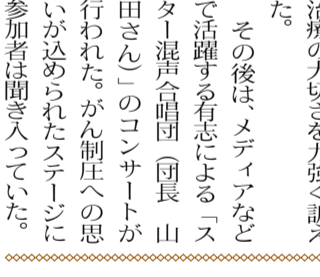 治療の大切さを力強く訴え
た。
その後は、メディアなど
で活躍する有志による「ス
ター混声合唱団（団長　山
田さん）」のコンサートが
行われた。がん制圧への思
いが込められたステージに
参加者は聞き入っていた。